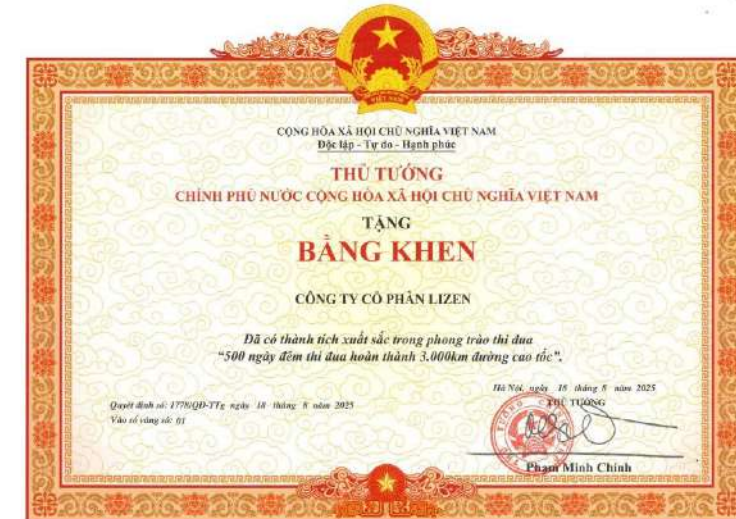 VIỆT NAM
CỘNG HÒA XÃ HỘI CHỦ NGHĨA VIỆT NAM
Độc lập - Tự do - Hạnh phúc
THỦ TƯỚNG
CHÍNH PHỦ NƯỚC CỘNG HÒA XÃ HỘI CHỦ NGHĨA VIỆT NAM
TẶNG
BẰNG KHEN
CÔNG TY CỔ PHẦN LIZEN
Đã có thành tích xuất sắc trong phong trào thi đua
"500 ngày đêm thi đua hoàn thành 3.000km đường cao tốc".
Hà Nội, ngày 18 tháng 8 năm 2025
Quyết định số: 1778/QĐ-TTg ngày 18 tháng 8 năm 2025
THỦ TƯỚNG
Vào sổ vàng số:
Phạm Minh Chính